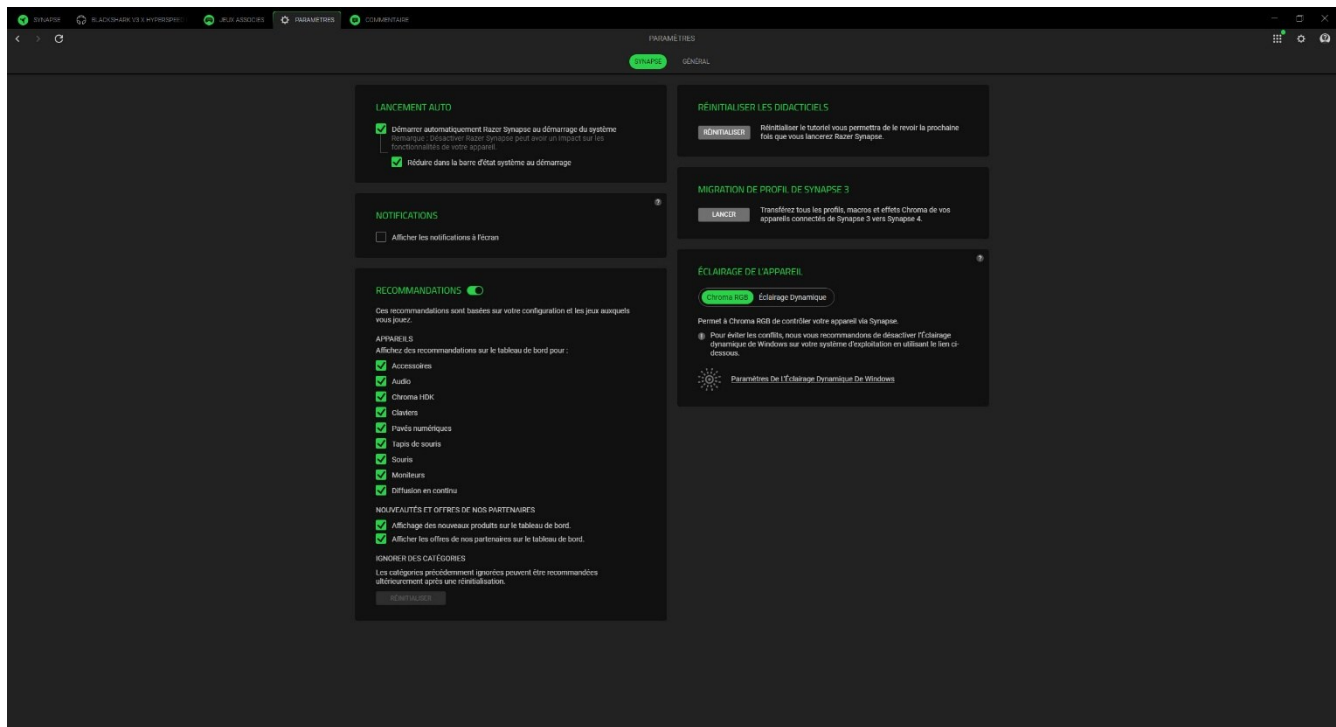 SYNAPSE
BLACKSHARK V3 X HYPERSPEED
JEUX ASSOCIÉS
PARAMÈTRES
COMMENTAIRE
PARAMÈTRES
SYNAPSE
GÉNÉRAL
LANCEMENT AUTO
Démarrer automatiquement Razer Synapse au démarrage du système
Remarque : Désactiver Razer Synapse peut avoir un impact sur les
fonctionnalités de votre appareil.
Réduire dans la barre d'état système au démarrage
NOTIFICATIONS
Afficher les notifications à l'écran
RECOMMANDATIONS
Ces recommandations sont basées sur votre configuration et les jeux auxquels
vous jouez.
APPAREILS
Affichez des recommandations sur le tableau de bord pour :
Accessoires
Audio
Chroma HDK
Claviers
Pavés numériques
Tapis de souris
Souris
Moniteurs
Diffusion en continu
NOUVEAUTÉS ET OFFRES DE NOS PARTENAIRES
Affichage des nouveaux produits sur le tableau de bord.
Afficher les offres de nos partenaires sur le tableau de bord.
IGNORER DES CATÉGORIES
Les catégories précédemment ignorées peuvent être recommandées
ultérieurement après une réinitialisation.
RÉINITIALISER
RÉINITIALISER LES DIDACTICIELS
RÉINITIALISER
Réinitialiser le tutoriel vous permettra de le revoir la prochaine
fois que vous lancerez Razer Synapse.
MIGRATION DE PROFIL DE SYNAPSE 3
LANCER
Transférez tous les profils, macros et effets Chroma de vos
appareils connectés de Synapse 3 vers Synapse 4.
ÉCLAIRAGE DE L'APPAREIL
Chroma RGB
Éclairage Dynamique
Permet à Chroma RGB de contrôler votre appareil via Synapse.
Pour éviter les conflits, nous vous recommandons de désactiver l'Éclairage
dynamique de Windows sur votre système d'exploitation en utilisant le lien ci-
dessous.
Paramètres De L'Éclairage Dynamique De Windows